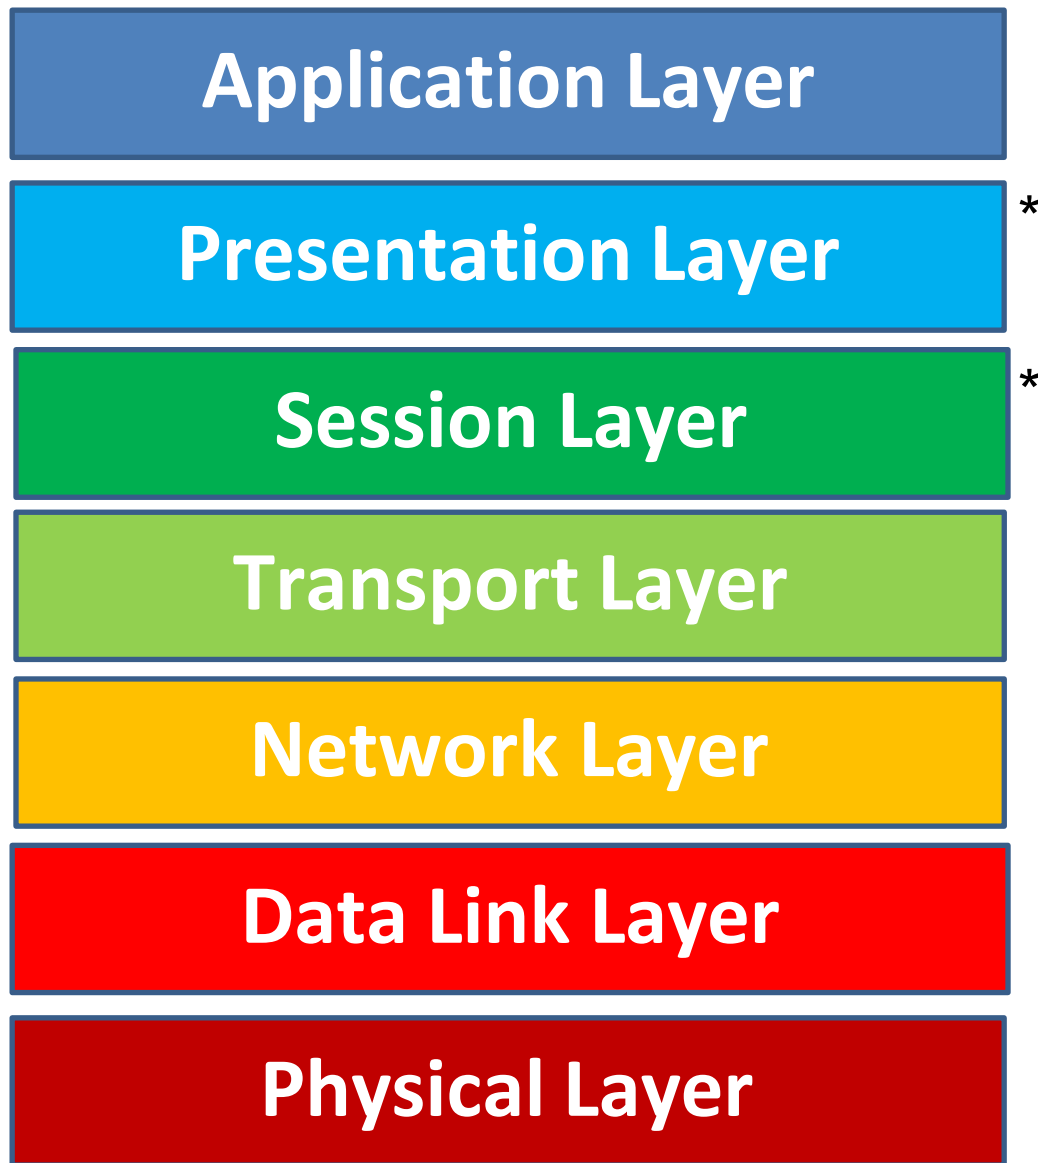 Application Layer
Presentation Layer *
Session Layer *
Transport Layer
Network Layer
Data Link Layer
Physical Layer